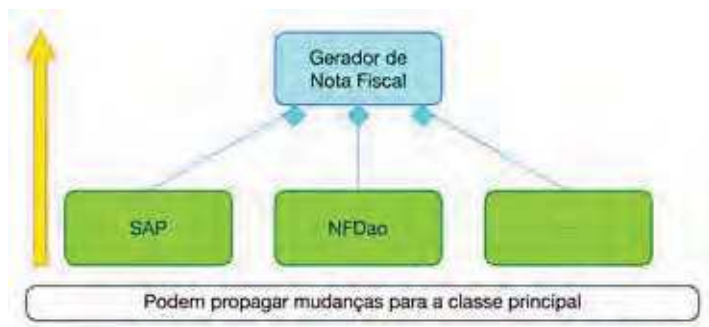 Gerador de
Nota Fiscal
SAP
NFDao
Podem propagar mudanças para a classe principal